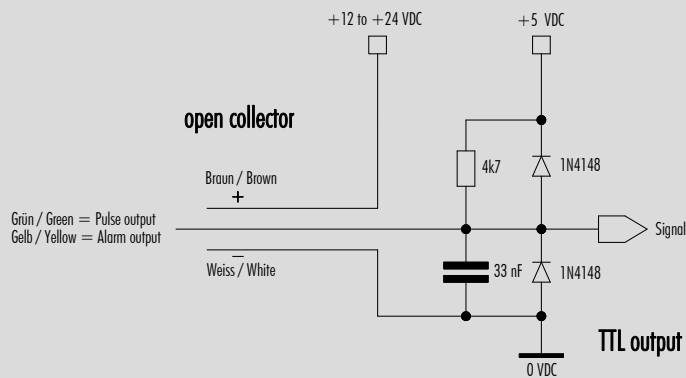 +12 to +24 VDC
+5 VDC
open collector
4k7
1N4148
Braun / Brown
+
Grün / Green = Pulse output
Gelb / Yellow = Alarm output
Signal
−
Weiss / White
33 nF
1N4148
TTL output
0 VDC